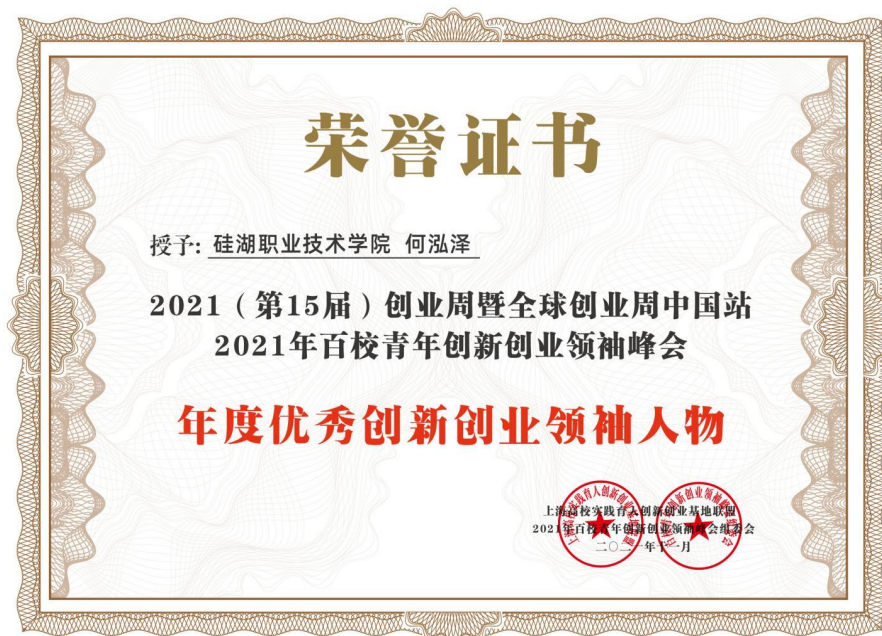 荣誉证书
授予: 硅湖职业技术学院 何泓泽
2021（第15届）创业周暨全球创业周中国站
2021年百校青年创新创业领袖峰会
年度优秀创新创业领袖人物
上海高校实践育人创新创业基地联盟
2021年百校青年创新创业领袖峰会组委会
二〇二一年十一月